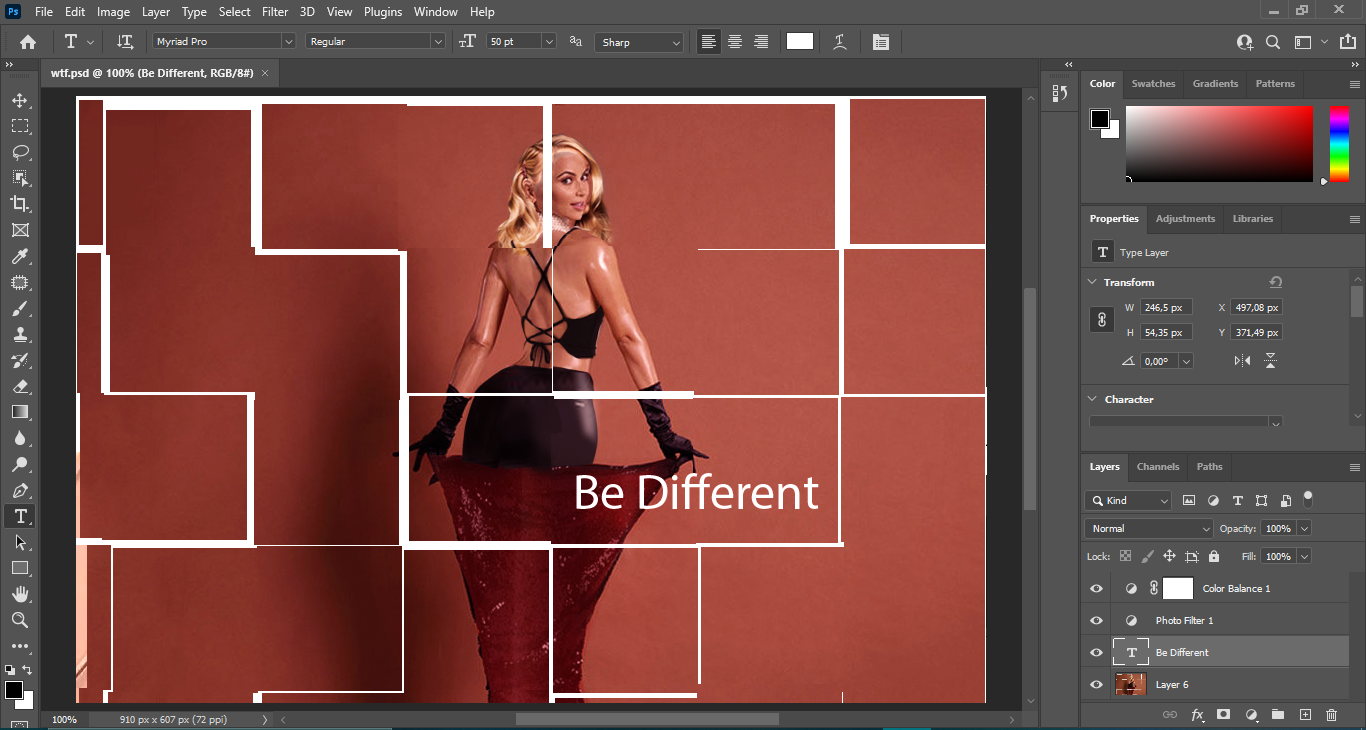 Ps File Edit Image Layer Type Select Filter 3D View Plugins Window Help
T Myriad Pro Regular 50 pt Sharp
wtf.psd @ 100% (Be Different, RGB/8#) ×
Color Swatches Gradients Patterns
Properties Adjustments Libraries
T Type Layer
Transform
W 246,5 px X 497,08 px
H 54,35 px Y 371,49 px
0,00°
Character
Layers Channels Paths
Kind
Normal Opacity: 100%
Lock: Fill: 100%
Color Balance 1
Photo Filter 1
T Be Different
Layer 6
fx
Be Different
100% 910 px x 607 px (72 ppi)